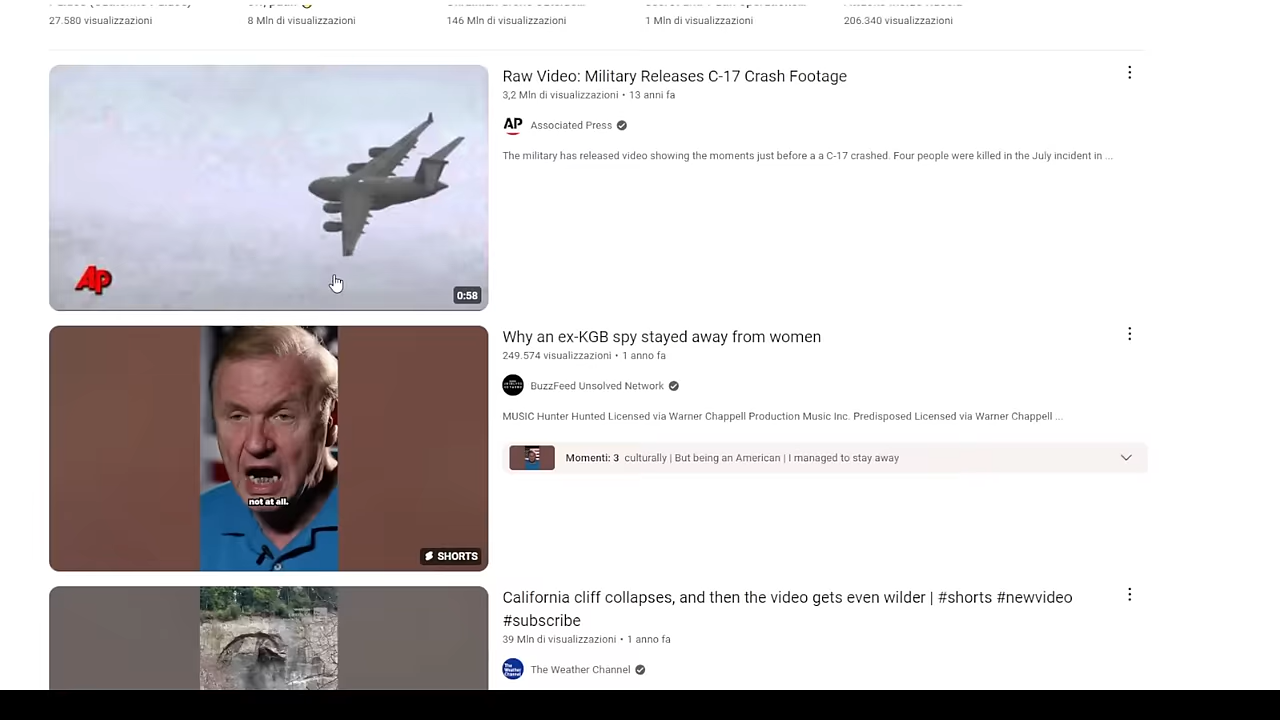 27.580 visualizzazioni
8 Mln di visualizzazioni
146 Mln di visualizzazioni
1 Mln di visualizzazioni
206.340 visualizzazioni
Raw Video: Military Releases C-17 Crash Footage
3,2 Mln di visualizzazioni • 13 anni fa
AP Associated Press
The military has released video showing the moments just before a a C-17 crashed. Four people were killed in the July incident in ...
AP
0:58
Why an ex-KGB spy stayed away from women
249.574 visualizzazioni • 1 anno fa
BuzzFeed Unsolved Network
MUSIC Hunter Hunted Licensed via Warner Chappell Production Music Inc. Predisposed Licensed via Warner Chappell ...
Momenti: 3 culturally | But being an American | I managed to stay away
not at all.
SHORTS
California cliff collapses, and then the video gets even wilder | #shorts #newvideo
#subscribe
39 Mln di visualizzazioni • 1 anno fa
The Weather Channel